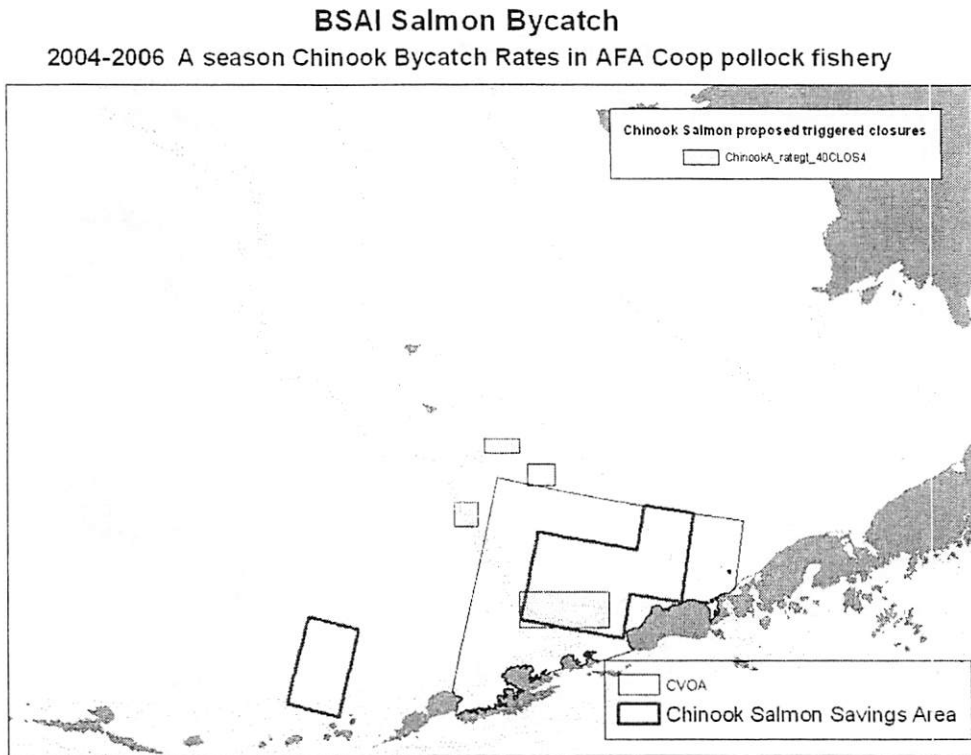 BSAI Salmon Bycatch
2004-2006 A season Chinook Bycatch Rates in AFA Coop pollock fishery
Chinook Salmon proposed triggered closures
ChinookA_rategt_40CLOS4
CVOA
Chinook Salmon Savings Area